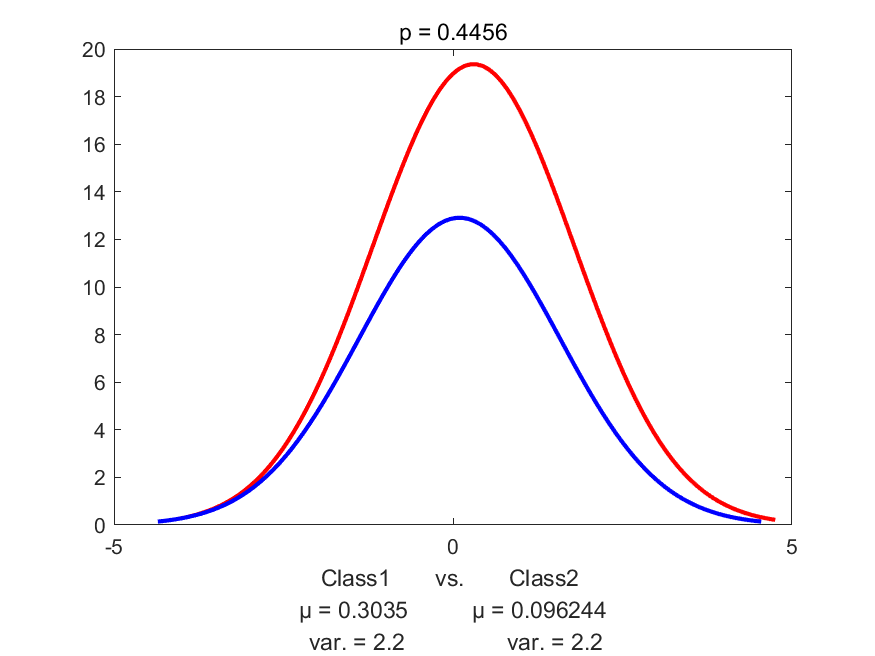 p = 0.4456
20
18
16
14
12
10
8
6
4
2
0
-5 0 5
Class1 vs. Class2
μ = 0.3035 μ = 0.096244
var. = 2.2 var. = 2.2